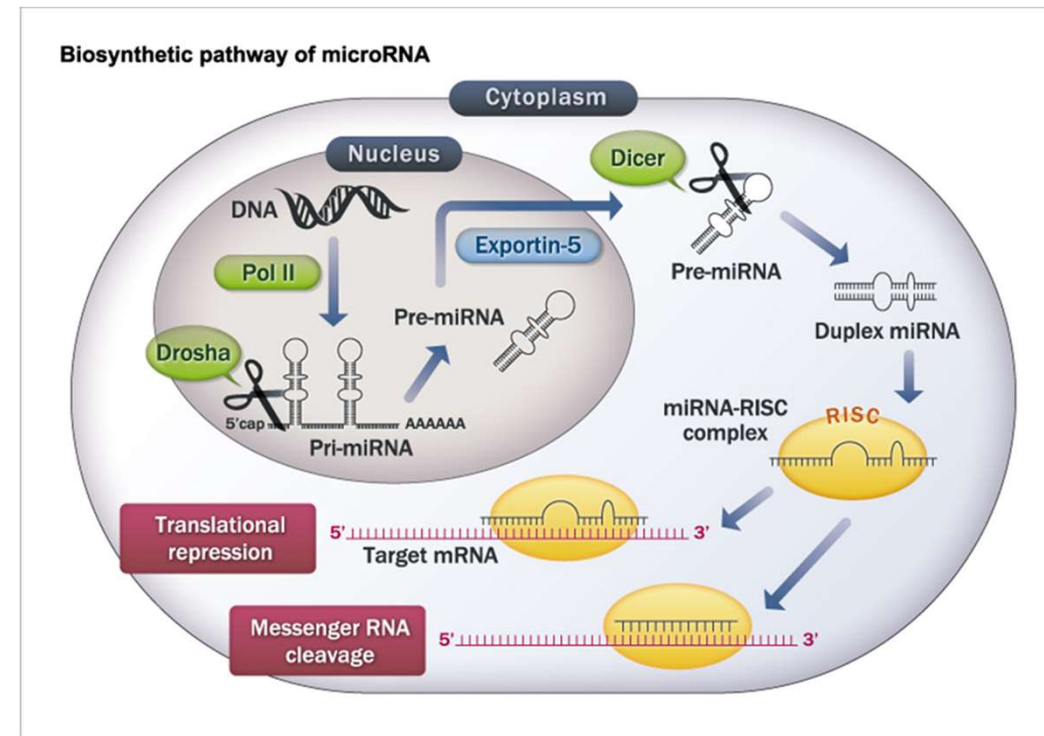 Biosynthetic pathway of microRNA
Cytoplasm
Nucleus
Dicer
DNA
Exportin-5
Pol II
Pre-miRNA
Pre-miRNA
Duplex miRNA
Drosha
5'cap
AAAAAA
Pri-miRNA
miRNA-RISC
complex
RISC
Translational
repression
5'
3'
Target mRNA
Messenger RNA
cleavage
5'
3'